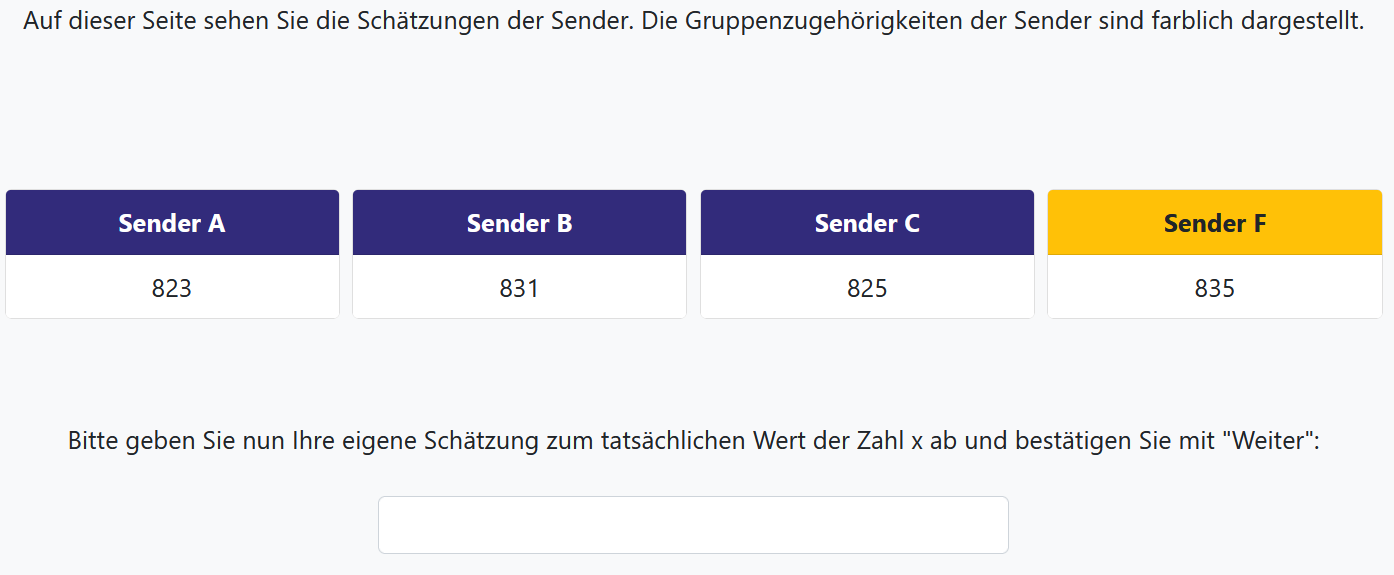 Auf dieser Seite sehen Sie die Schätzungen der Sender. Die Gruppenzugehörigkeiten der Sender sind farblich dargestellt.
Sender A
Sender B
Sender C
Sender F
823
831
825
835
Bitte geben Sie nun Ihre eigene Schätzung zum tatsächlichen Wert der Zahl x ab und bestätigen Sie mit "Weiter":